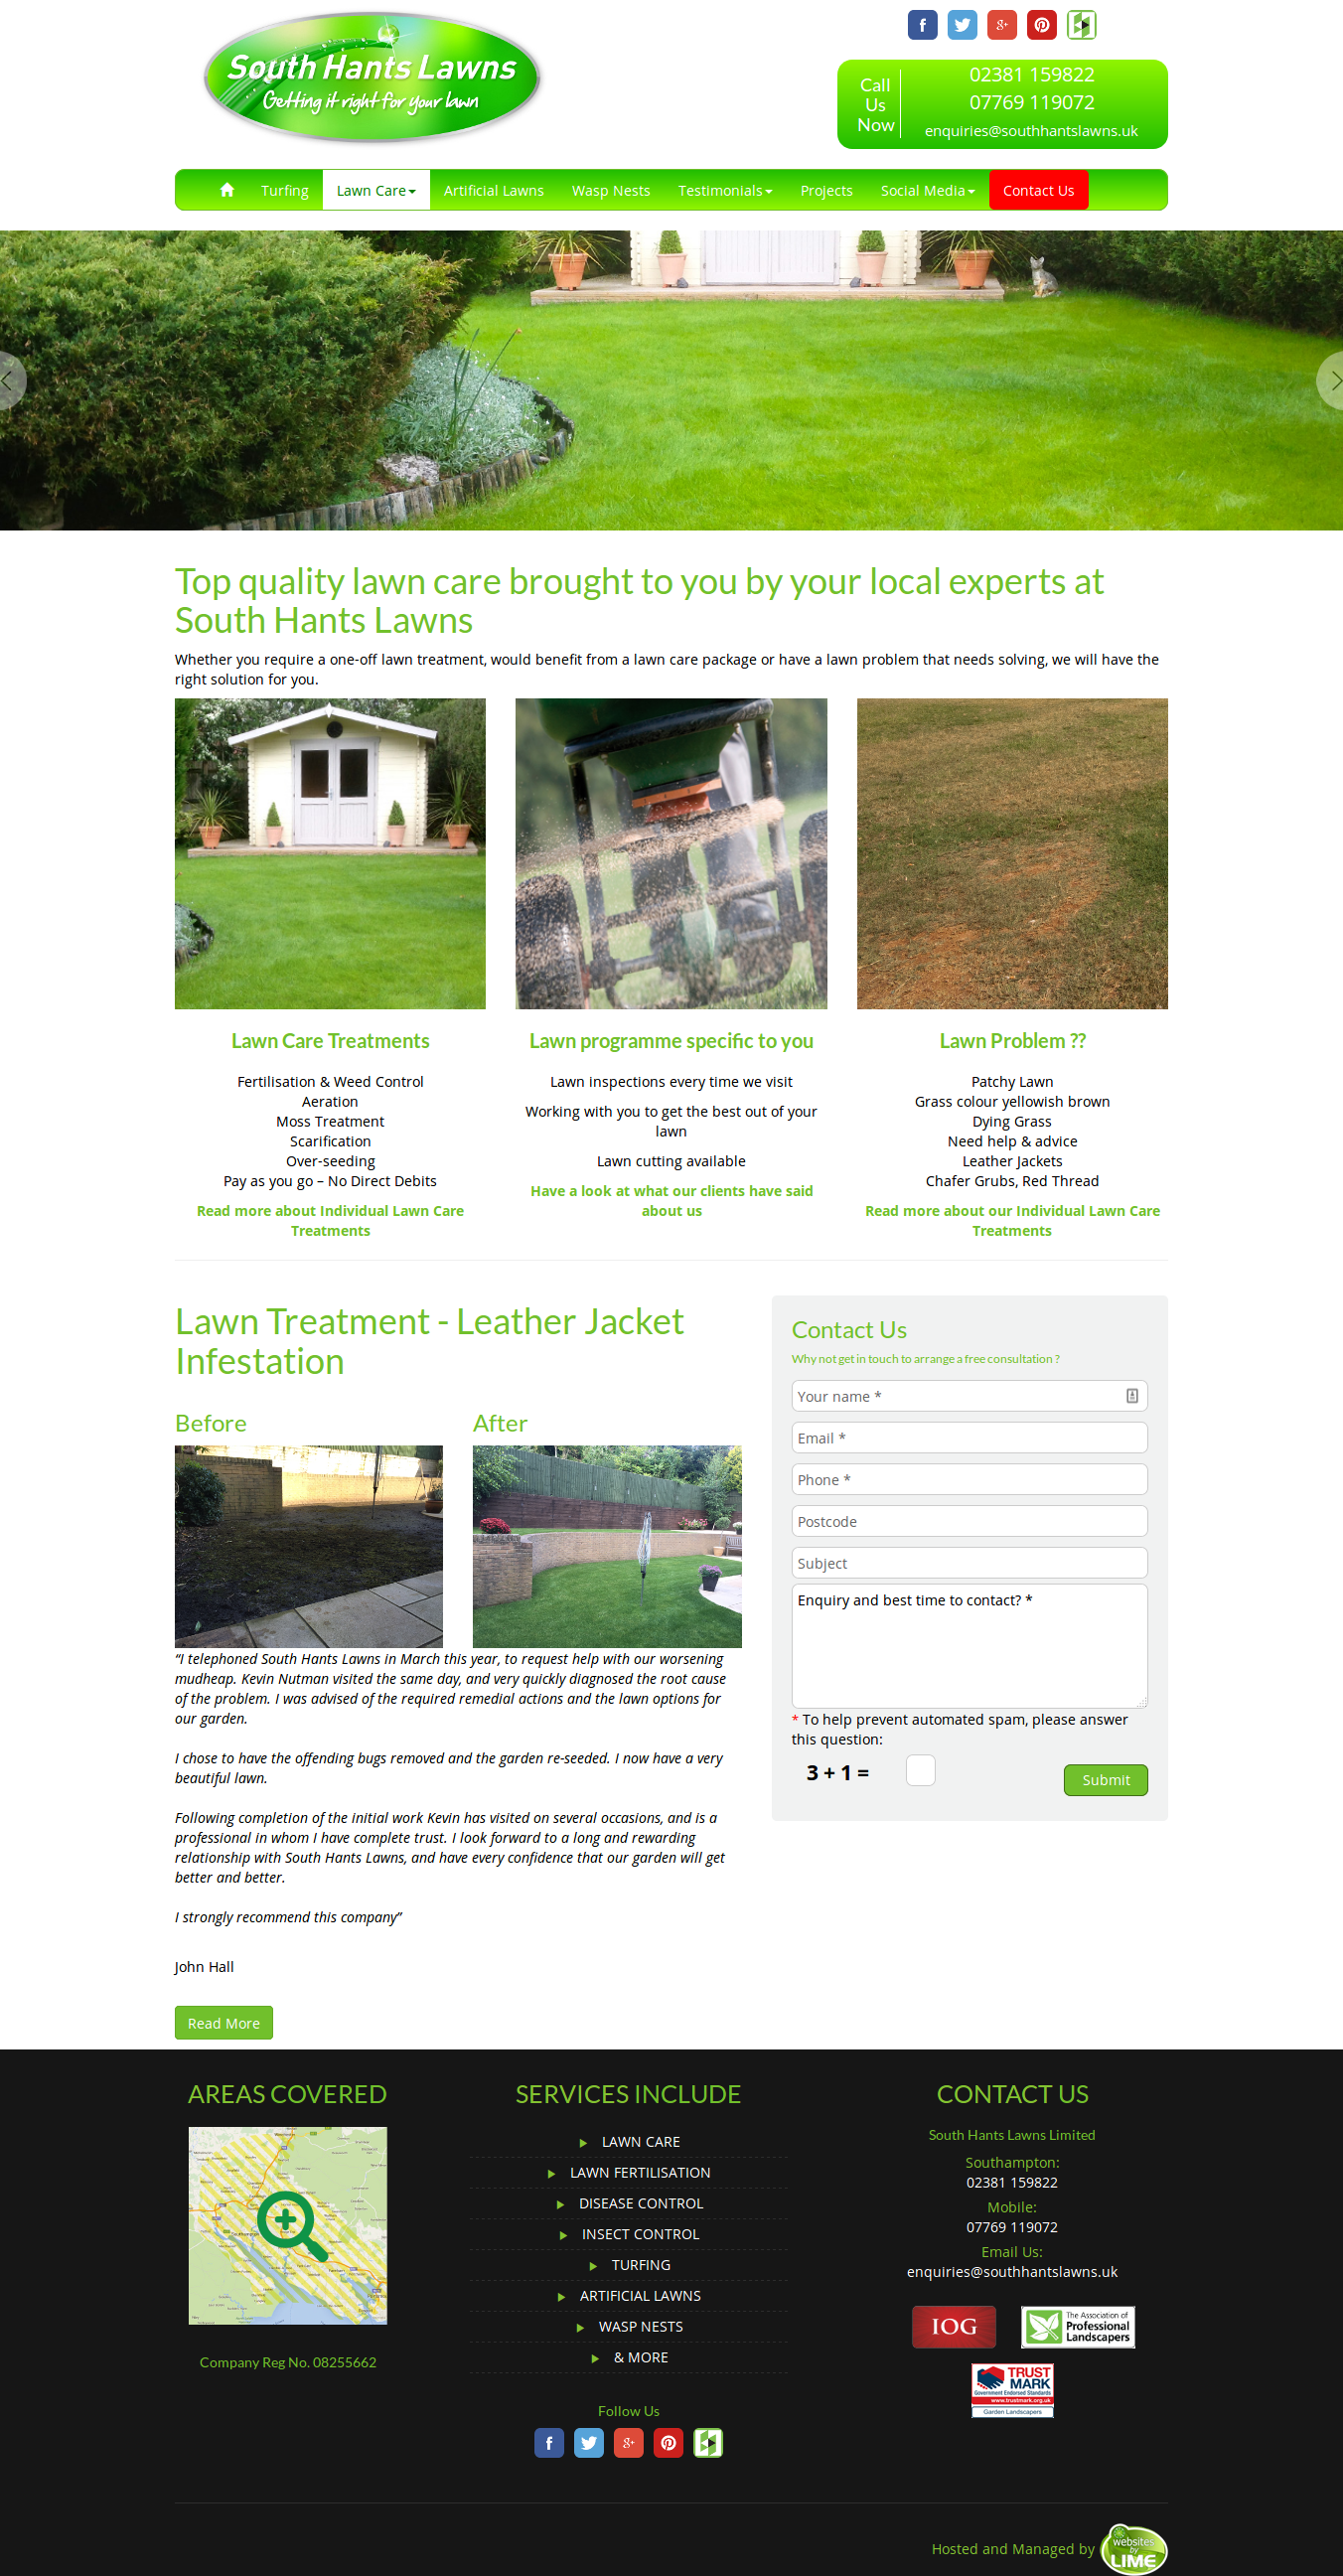 South Hants Lawns
Getting it right for your lawn
f
g+
Call
Us
Now
02381 159822
07769 119072
enquiries@southhantslawns.uk
Turfing
Lawn Care
Artificial Lawns
Wasp Nests
Testimonials
Projects
Social Media
Contact Us
Top quality lawn care brought to you by your local experts at
South Hants Lawns
Whether you require a one-off lawn treatment, would benefit from a lawn care package or have a lawn problem that needs solving, we will have the
right solution for you.
Lawn Care Treatments
Fertilisation & Weed Control
Aeration
Moss Treatment
Scarification
Over-seeding
Pay as you go – No Direct Debits
Read more about Individual Lawn Care
Treatments
Lawn programme specific to you
Lawn inspections every time we visit
Working with you to get the best out of your
lawn
Lawn cutting available
Have a look at what our clients have said
about us
Lawn Problem ??
Patchy Lawn
Grass colour yellowish brown
Dying Grass
Need help & advice
Leather Jackets
Chafer Grubs, Red Thread
Read more about our Individual Lawn Care
Treatments
Lawn Treatment - Leather Jacket
Infestation
Before
After
“I telephoned South Hants Lawns in March this year, to request help with our worsening
mudheap. Kevin Nutman visited the same day, and very quickly diagnosed the root cause
of the problem. I was advised of the required remedial actions and the lawn options for
our garden.
I chose to have the offending bugs removed and the garden re-seeded. I now have a very
beautiful lawn.
Following completion of the initial work Kevin has visited on several occasions, and is a
professional in whom I have complete trust. I look forward to a long and rewarding
relationship with South Hants Lawns, and have every confidence that our garden will get
better and better.
I strongly recommend this company”
John Hall
Read More
Contact Us
Why not get in touch to arrange a free consultation ?
Your name *
Email *
Phone *
Postcode
Subject
Enquiry and best time to contact? *
* To help prevent automated spam, please answer
this question:
3 + 1 =
Submit
AREAS COVERED
Company Reg No. 08255662
SERVICES INCLUDE
LAWN CARE
LAWN FERTILISATION
DISEASE CONTROL
INSECT CONTROL
TURFING
ARTIFICIAL LAWNS
WASP NESTS
& MORE
Follow Us
f
g+
CONTACT US
South Hants Lawns Limited
Southampton:
02381 159822
Mobile:
07769 119072
Email Us:
enquiries@southhantslawns.uk
IOG
The Association of
Professional
Landscapers
TRUST
MARK
Government Endorsed Standards
www.trustmark.org.uk
Garden Landscapers
Hosted and Managed by
websites
by
LIME